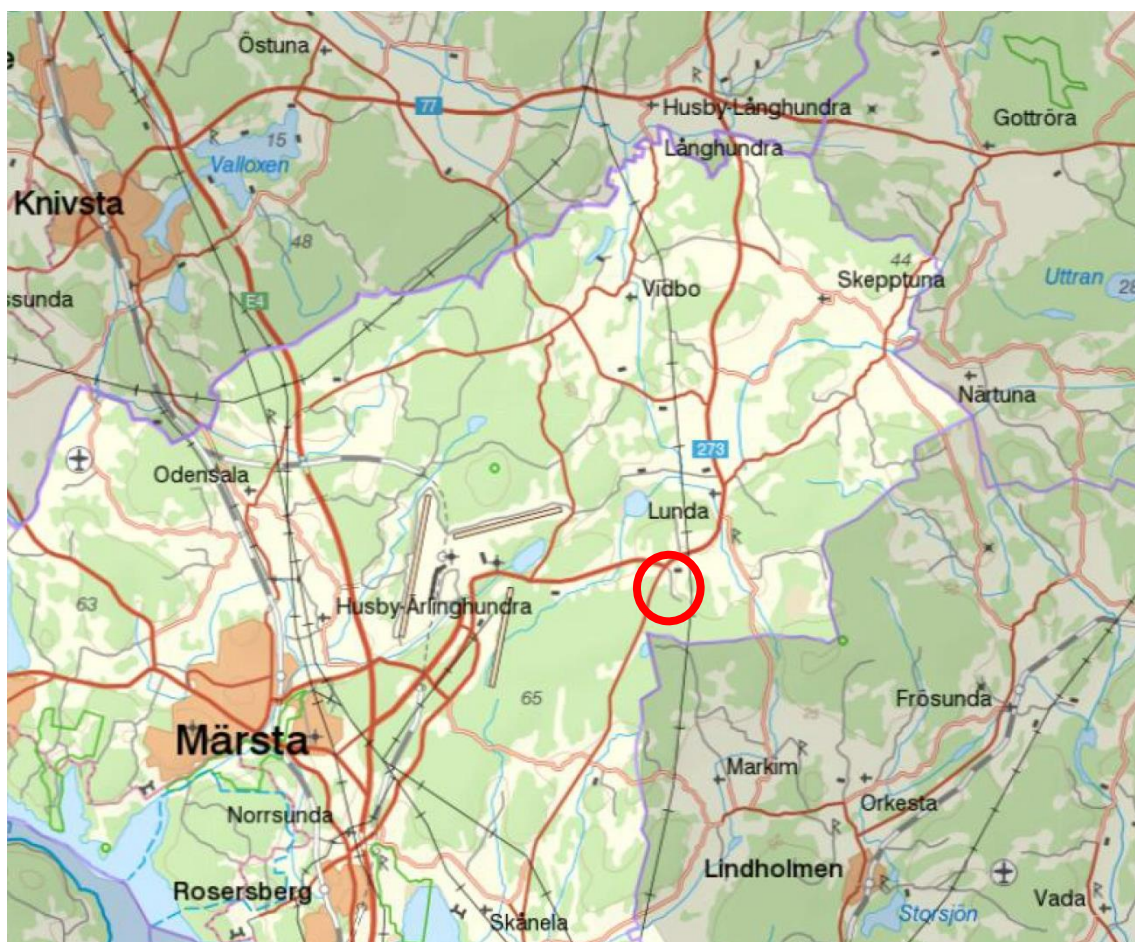 Östuna
77
Husby-Långhundra
Gottröra
15
Valloxen
Långhundra
Knivsta
48
44
Skepptuna
Uttran
28
ssunda
E4
Vidbo
Närtuna
273
Odensala
Lunda
63
Husby-Ärlinghundra
65
Frösunda
Märsta
Markim
Orkesta
Norrsunda
Lindholmen
Rosersberg
Vada
Storsjön
Skånela